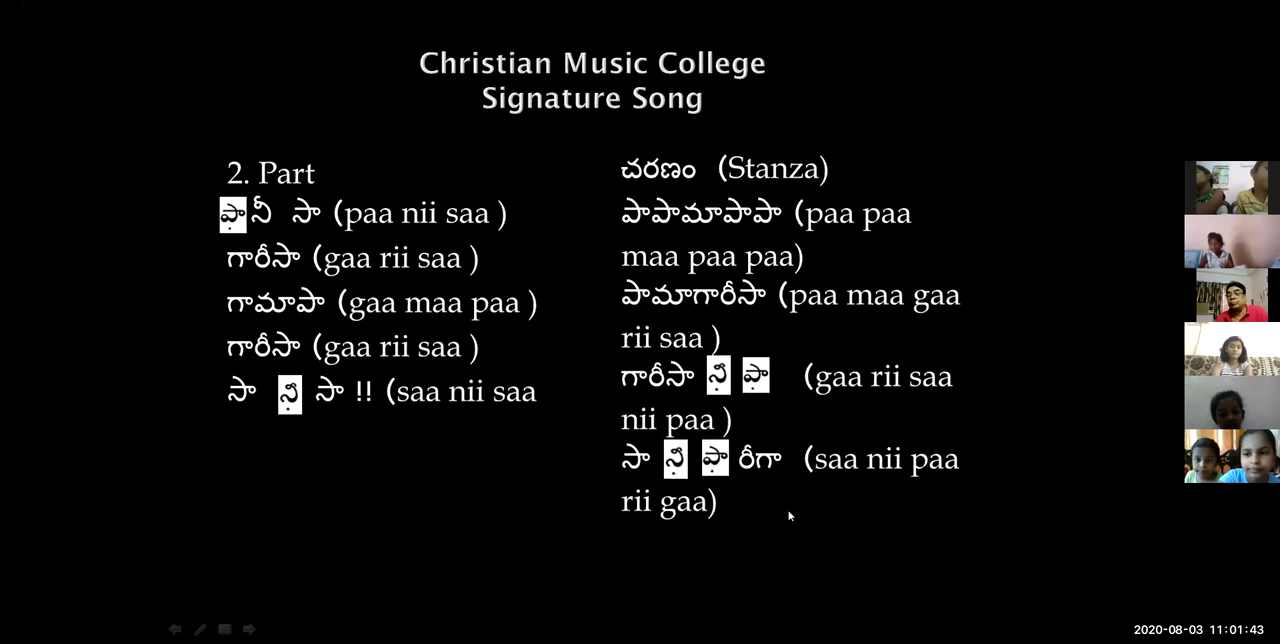 Christian Music College
Signature Song
2. Part
పా̣ నీ సా (paa nii saa )
గారీసా (gaa rii saa )
గామాపా (gaa maa paa )
గారీసా (gaa rii saa )
సా నీ̣ సా !! (saa nii saa
చరణం (Stanza)
పాపామాపాపా (paa paa
maa paa paa)
పామాగారీసా (paa maa gaa
rii saa )
గారీసా నీ̣ పా̣ (gaa rii saa
nii paa )
సా నీ̣ పా̣ రీగా (saa nii paa
rii gaa)
2020-08-03 11:01:43